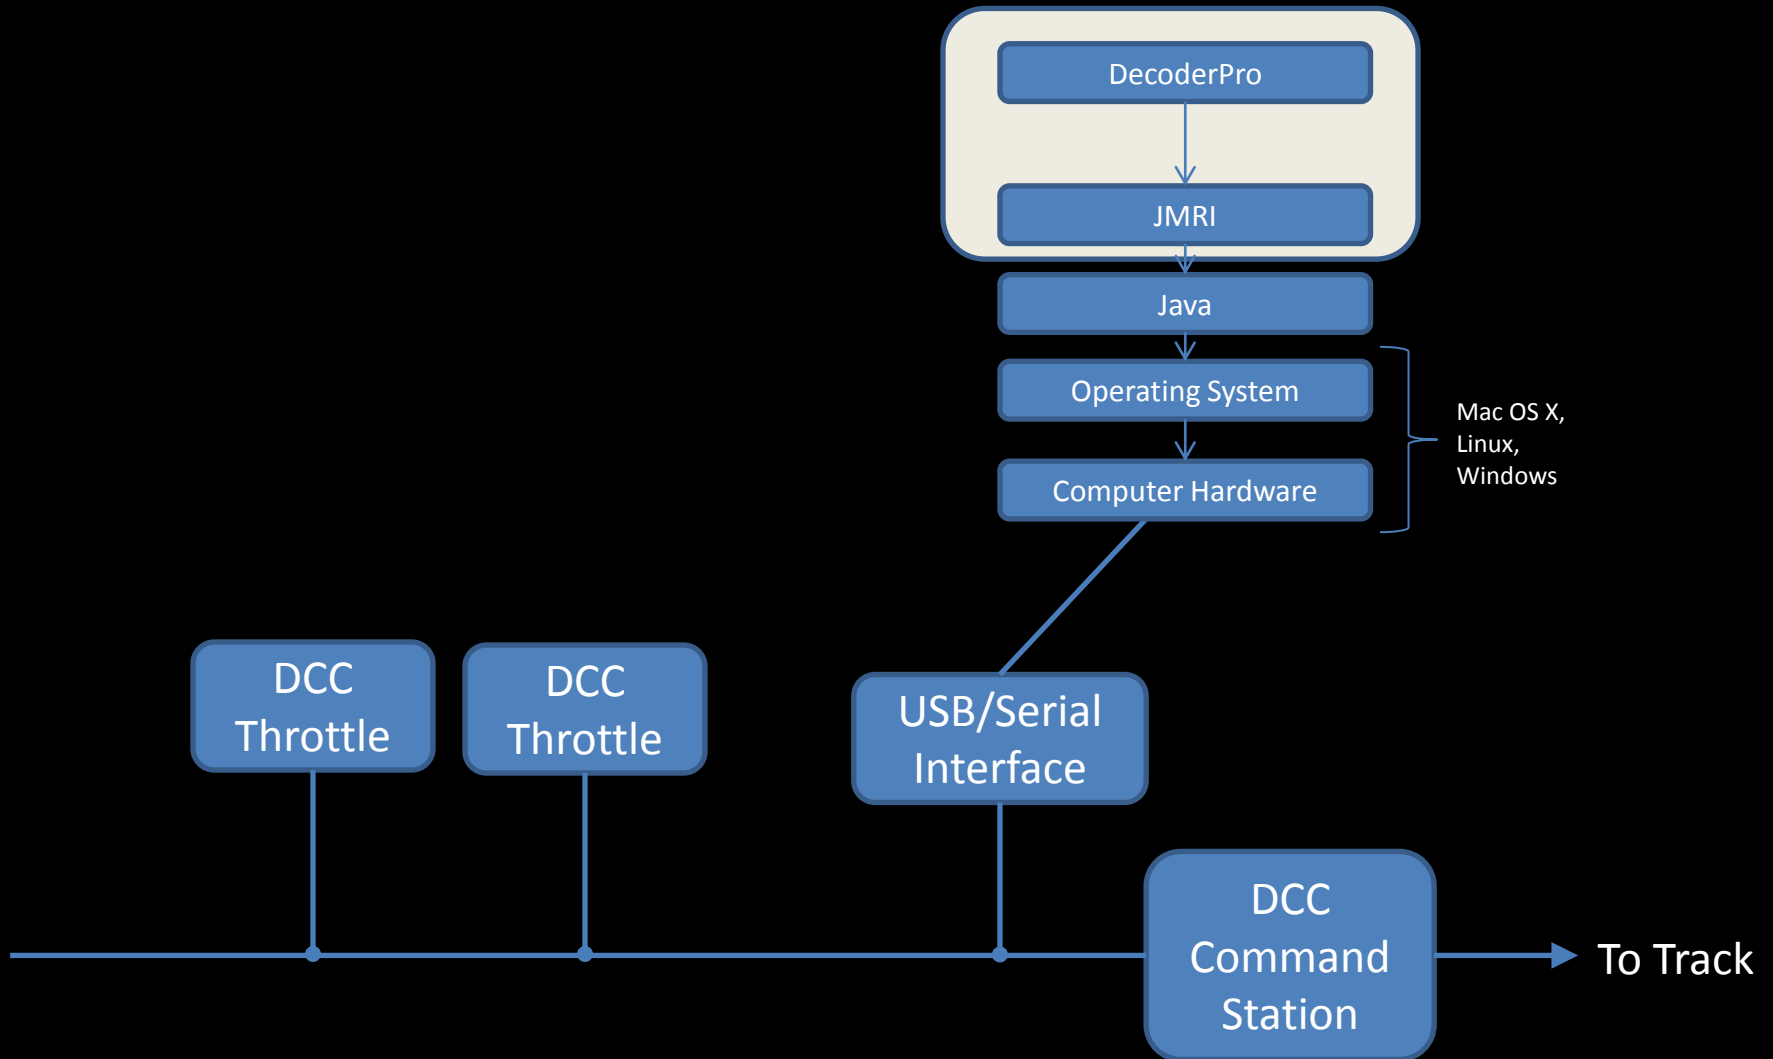 DecoderPro
JMRI
Java
Operating System
Computer Hardware
Mac OS X,
Linux,
Windows
DCC
Throttle
DCC
Throttle
USB/Serial
Interface
DCC
Command
Station
To Track